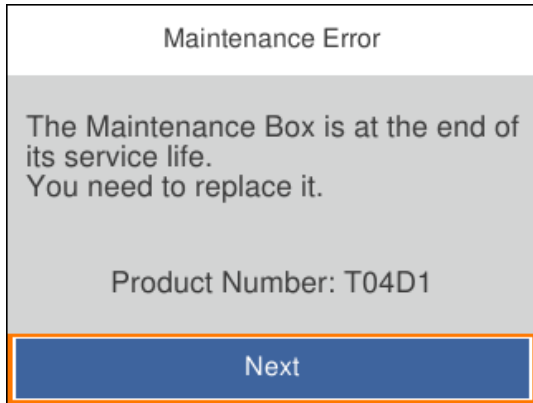 Maintenance Error
The Maintenance Box is at the end of
its service life.
You need to replace it.
Product Number: T04D1
Next